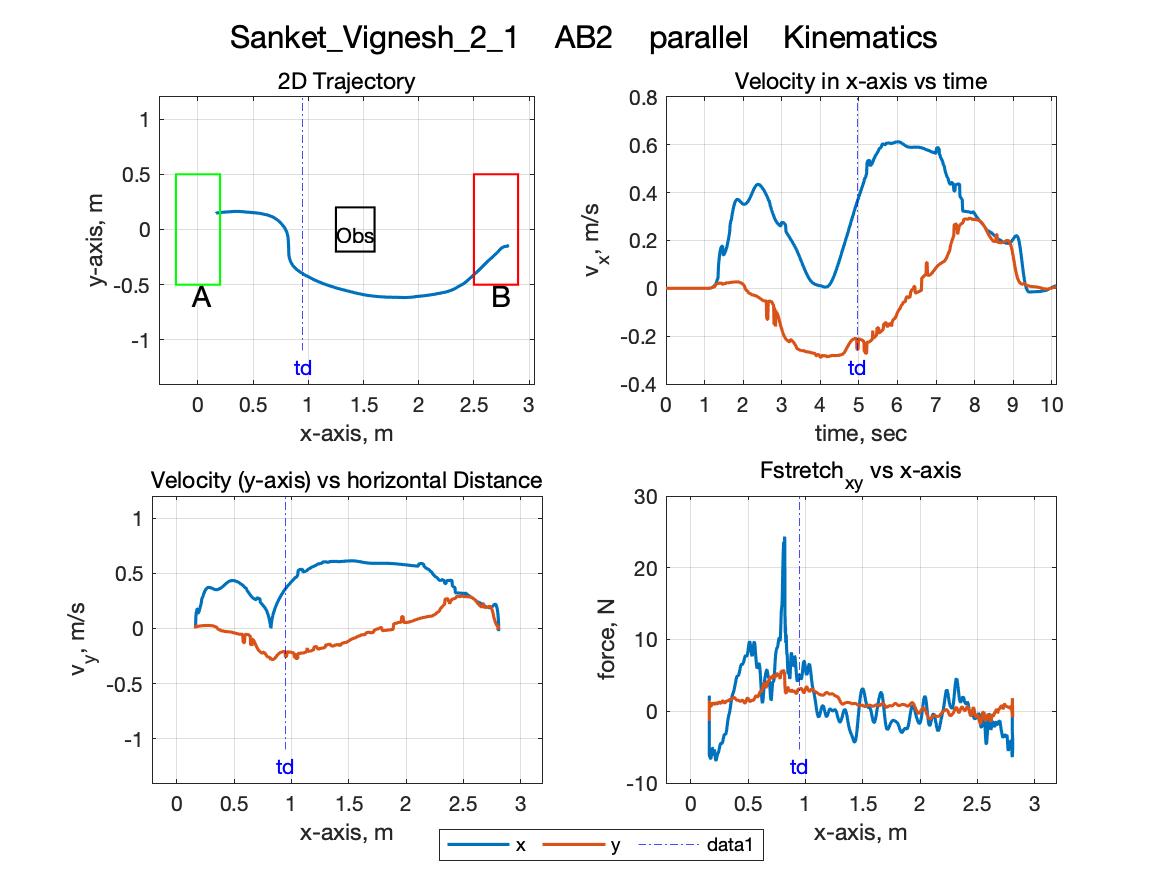 Sanket_Vignesh_2_1 AB2 parallel Kinematics
2D Trajectory
y-axis, m
1
0.5
0
-0.5
-1
Obs
A
B
td
0 0.5 1 1.5 2 2.5 3
x-axis, m
Velocity in x-axis vs time
v_x, m/s
0.8
0.6
0.4
0.2
0
-0.2
-0.4
td
0 1 2 3 4 5 6 7 8 9 10
time, sec
Velocity (y-axis) vs horizontal Distance
v_y, m/s
1
0.5
0
-0.5
-1
td
0 0.5 1 1.5 2 2.5 3
x-axis, m
Fstretch_xy vs x-axis
force, N
30
20
10
0
-10
td
0 0.5 1 1.5 2 2.5 3
x-axis, m
x y data1